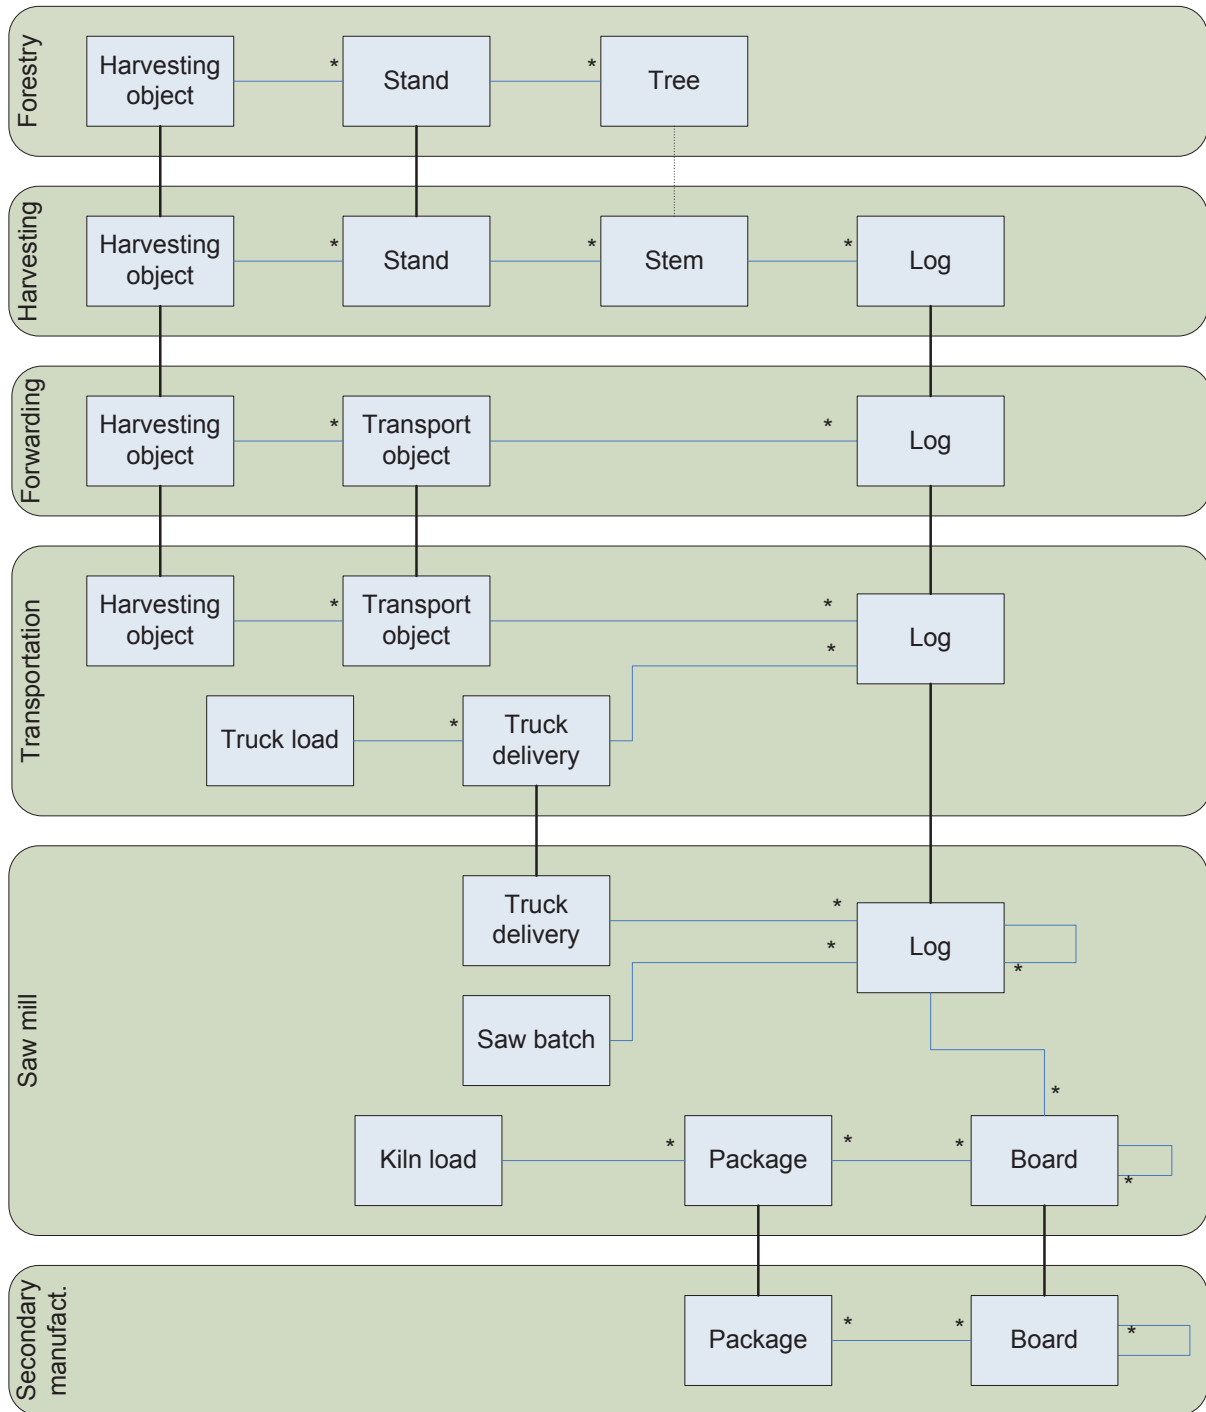 Forestry
Harvesting
object
*
Stand
*
Tree
Harvesting
Harvesting
object
*
Stand
*
Stem
*
Log
Forwarding
Harvesting
object
*
Transport
object
*
Log
Transportation
Harvesting
object
*
Transport
object
*
*
Log
Truck load
*
Truck
delivery
Saw mill
Truck
delivery
*
*
Log
*
Saw batch
*
Kiln load
*
Package
*
*
Board
*
Secondary
manufact.
Package
*
*
Board
*